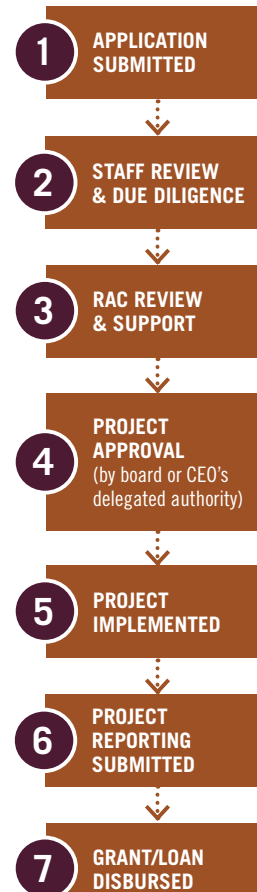 1
APPLICATION
SUBMITTED
2
STAFF REVIEW
& DUE DILIGENCE
3
RAC REVIEW
& SUPPORT
4
PROJECT
APPROVAL
(by board or CEO's
delegated authority)
5
PROJECT
IMPLEMENTED
6
PROJECT
REPORTING
SUBMITTED
7
GRANT/LOAN
DISBURSED